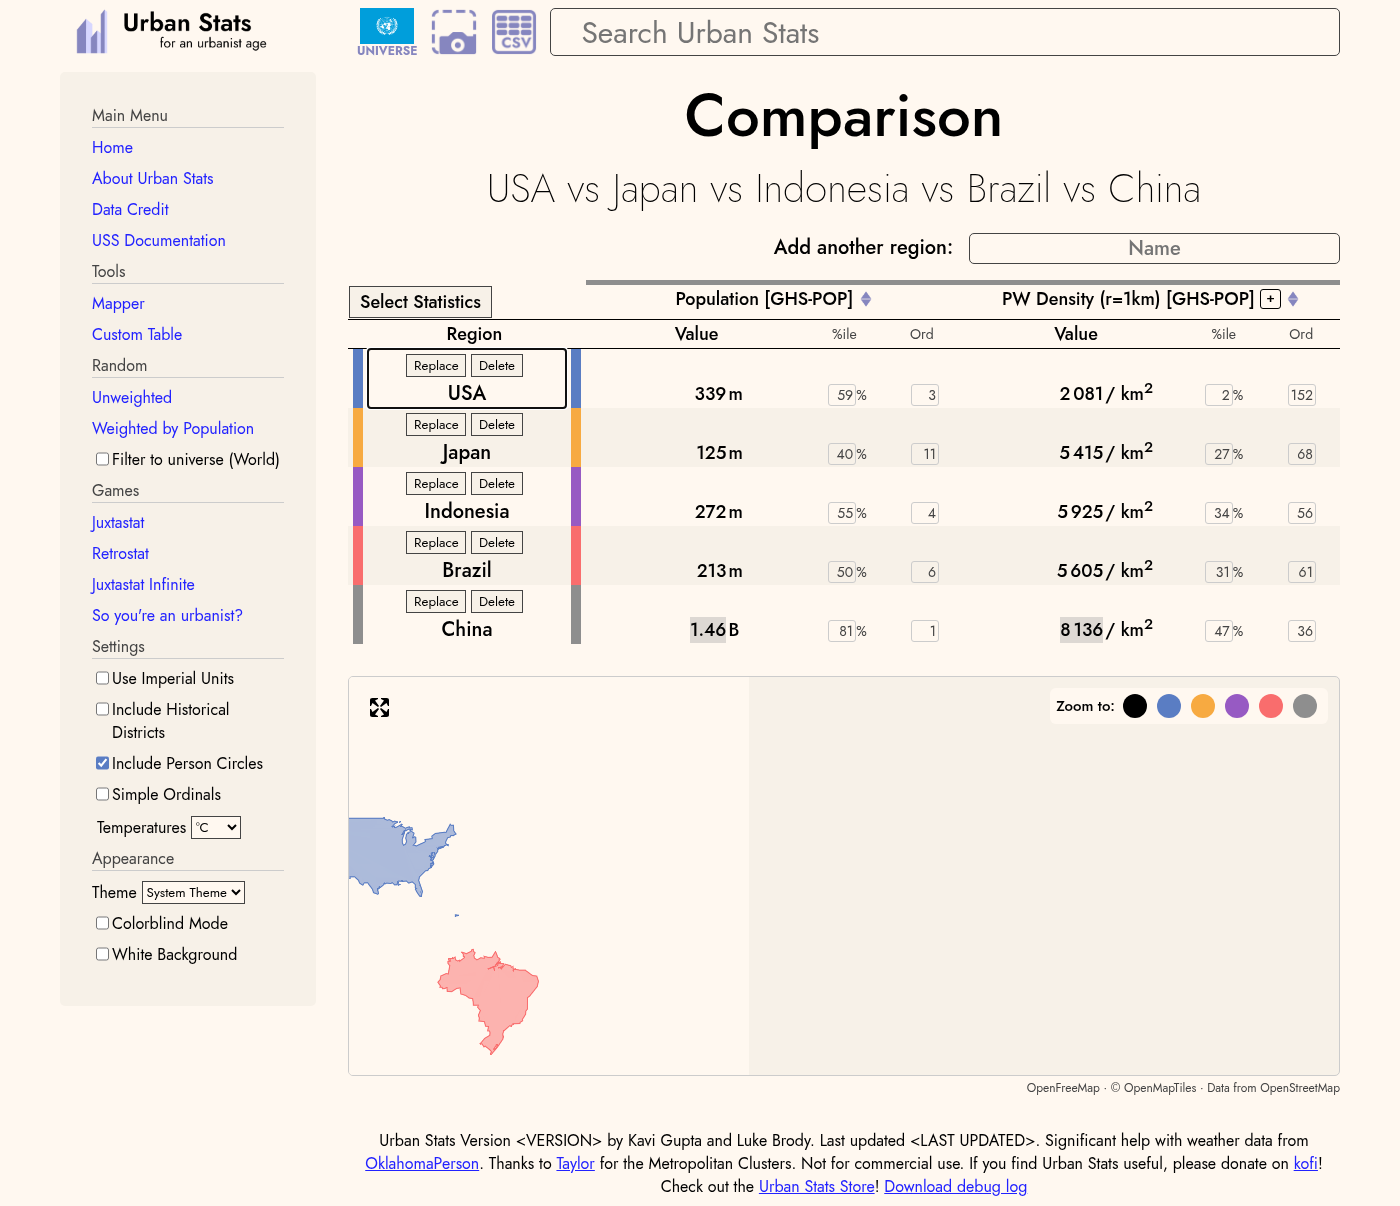 Urban Stats
for an urbanist age
UNIVERSE
CSV
Search Urban Stats
Main Menu
Home
About Urban Stats
Data Credit
USS Documentation
Tools
Mapper
Custom Table
Random
Unweighted
Weighted by Population
Filter to universe (World)
Games
Juxtastat
Retrostat
Juxtastat Infinite
So you're an urbanist?
Settings
Use Imperial Units
Include Historical
Districts
Include Person Circles
Simple Ordinals
Temperatures °C
Appearance
Theme System Theme
Colorblind Mode
White Background
Comparison
USA vs Japan vs Indonesia vs Brazil vs China
Add another region: Name
Select Statistics Population [GHS-POP] PW Density (r=1km) [GHS-POP] +
Region Value %ile Ord Value %ile Ord
Replace Delete
USA 339 m 59 % 3 2 081 / km² 2 % 152
Replace Delete
Japan 125 m 40 % 11 5 415 / km² 27 % 68
Replace Delete
Indonesia 272 m 55 % 4 5 925 / km² 34 % 56
Replace Delete
Brazil 213 m 50 % 6 5 605 / km² 31 % 61
Replace Delete
China 1.46 B 81 % 1 8 136 / km² 47 % 36
Zoom to:
OpenFreeMap · © OpenMapTiles · Data from OpenStreetMap
Urban Stats Version <VERSION> by Kavi Gupta and Luke Brody. Last updated <LAST UPDATED>. Significant help with weather data from
OklahomaPerson. Thanks to Taylor for the Metropolitan Clusters. Not for commercial use. If you find Urban Stats useful, please donate on kofi!
Check out the Urban Stats Store! Download debug log